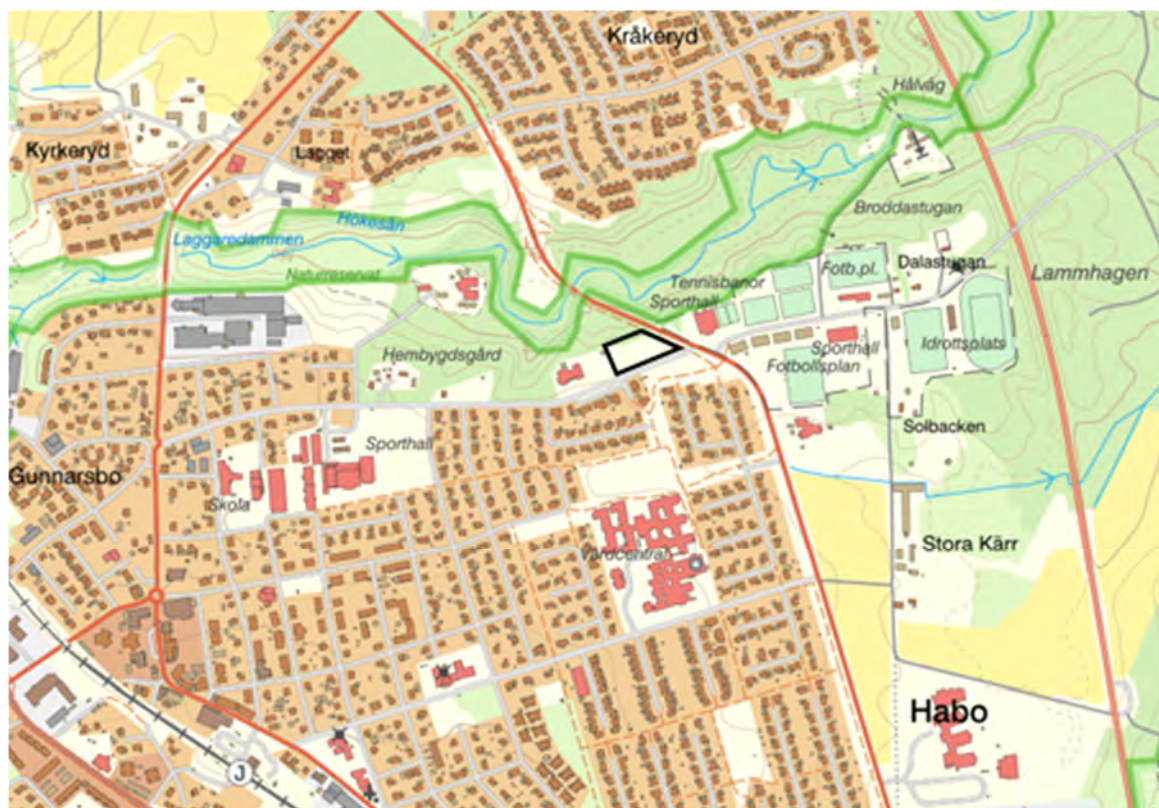 Kråkeryd
Hålväg
Kyrkeryd
Lagget
Broddastugan
Hökesån
Laggaredammen
Naturreservat
Tennisbanor
Fotb.pl.
Dalastugan
Lammhagen
Sporthall
Hembygdsgård
Sporthall
Idrottsplats
Fotbollsplan
Solbacken
Sporthall
Gunnarsbo
Skola
Vårdcentral
Stora Kärr
Habo
J